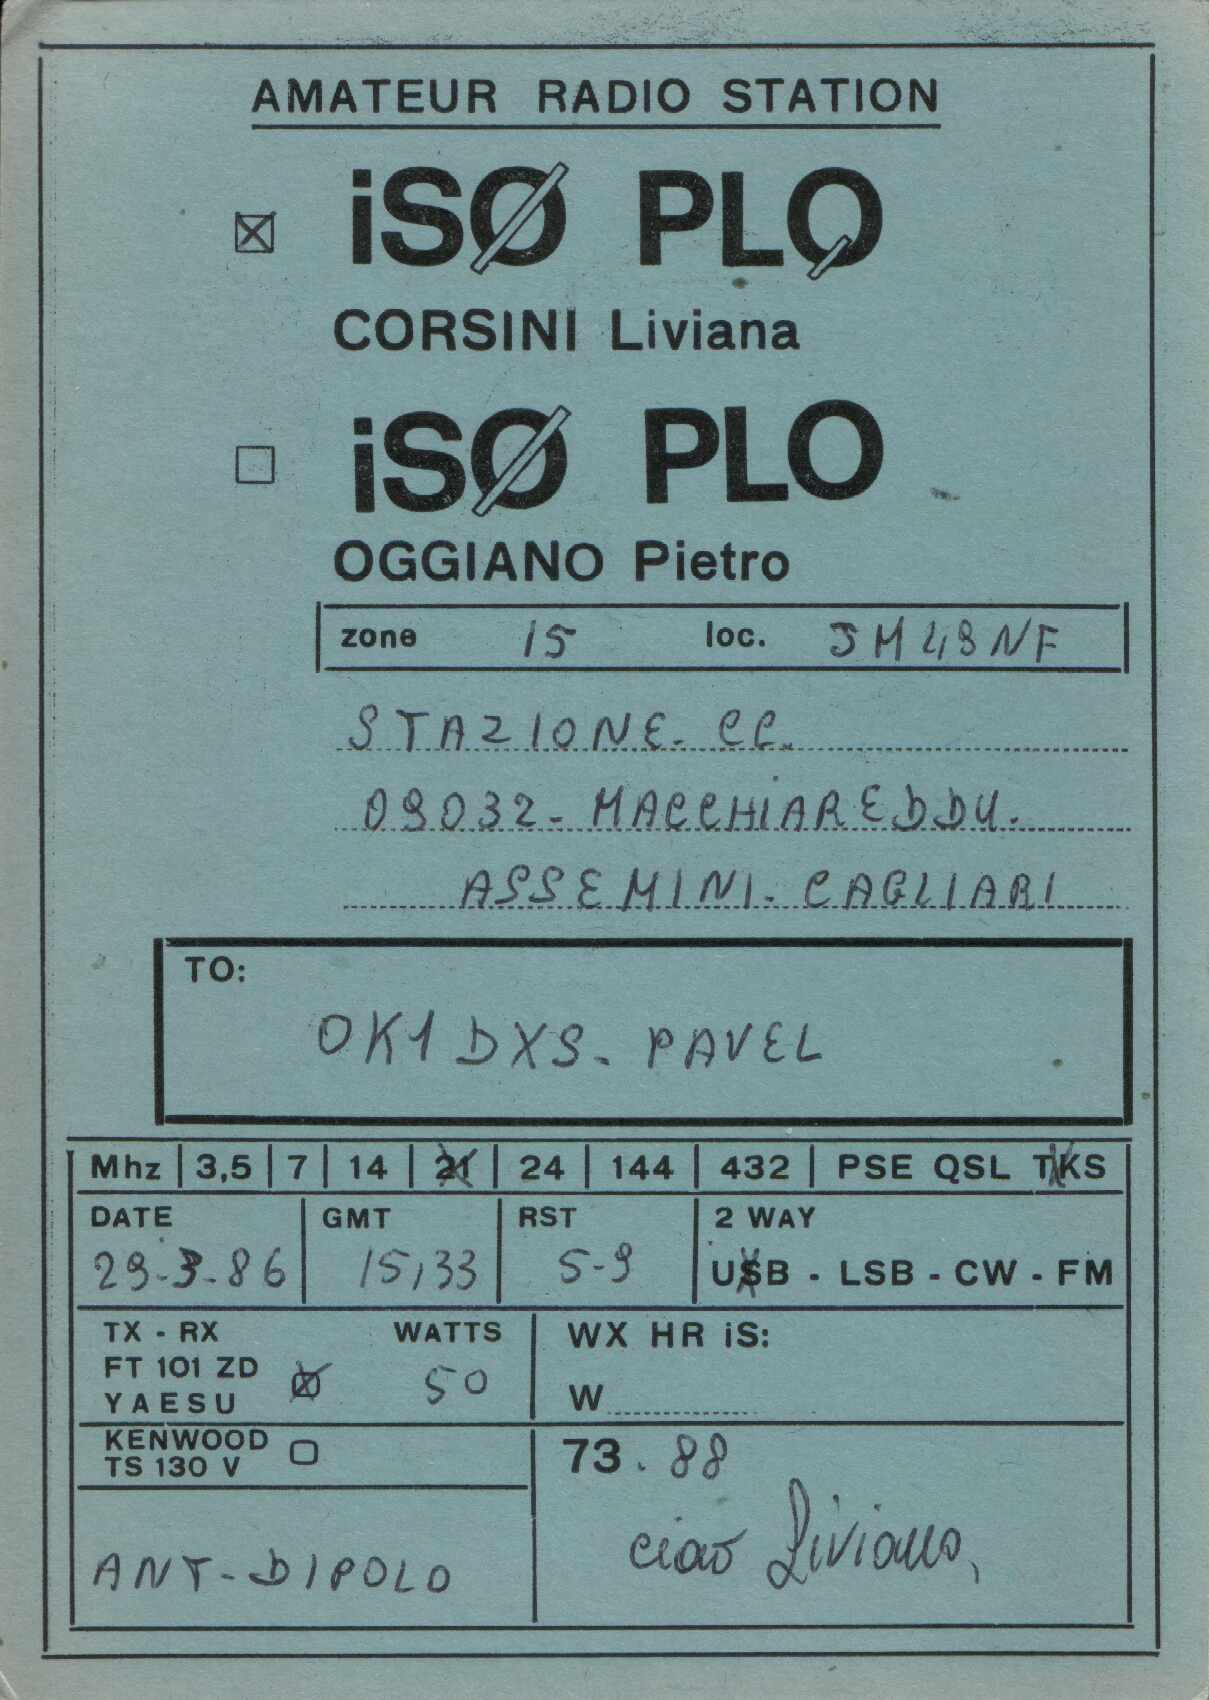 AMATEUR RADIO STATION
☒ iSØ PLQ
CORSINI Liviana
☐ iSØ PLO
OGGIANO Pietro
zone 15 loc. JM49NF
STAZIONE. CC.
09032- MACCHIAREDDU.
ASSEMINI- CAGLIARI
TO:
OK1DXS- PAVEL
Mhz | 3,5 | 7 | 14 | 21 | 24 | 144 | 432 | PSE QSL TKS
DATE GMT RST 2 WAY
29-3-86 15,33 5-9 USB - LSB - CW - FM
TX - RX WATTS WX HR iS:
FT 101 ZD
YAESU ☒ 50 W
KENWOOD ☐
TS 130 V
73. 88
ciao Liviana,
ANT- DIPOLO